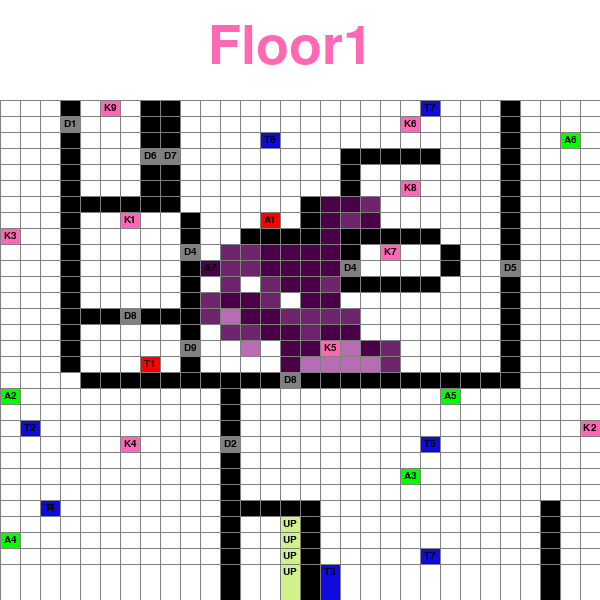 Floor1
K9 T7
D1 K6
T6 A6
D6 D7
K8
K1 A1
K3
D4 K7
A7 D4 D5
D8
D9 K5
T1
D8
A2 A5
T2 K2
K4 D2 T5
A3
T4
UP
A4 UP
UP T7
UP T3